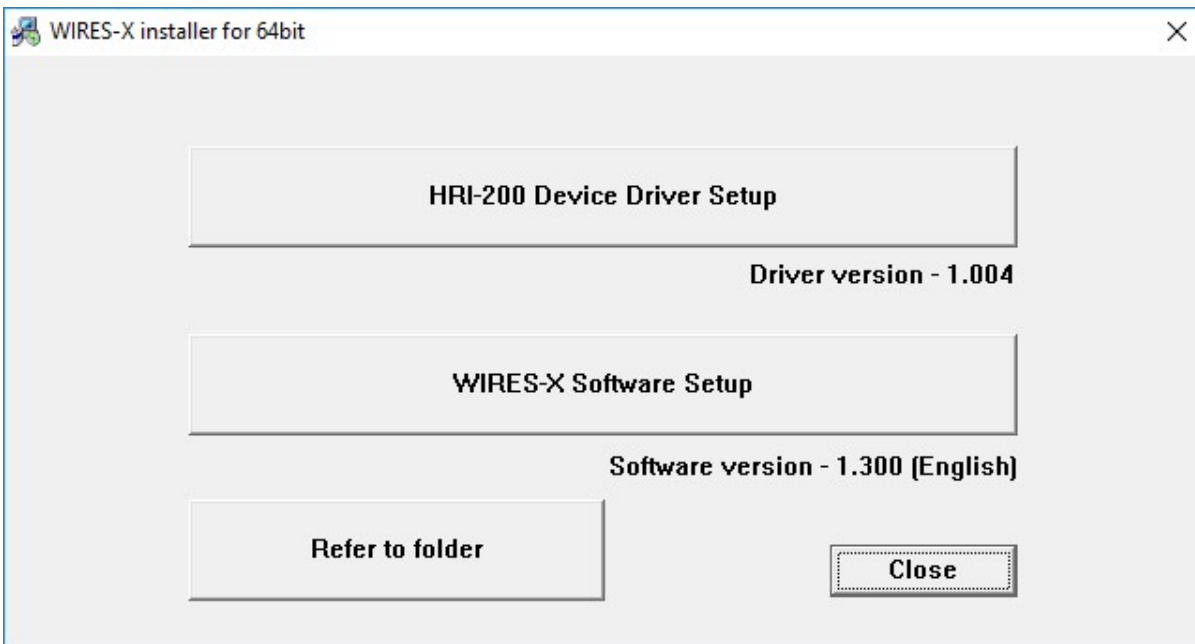 WIRES-X installer for 64bit
HRI-200 Device Driver Setup
Driver version - 1.004
WIRES-X Software Setup
Software version - 1.300 (English)
Refer to folder
Close